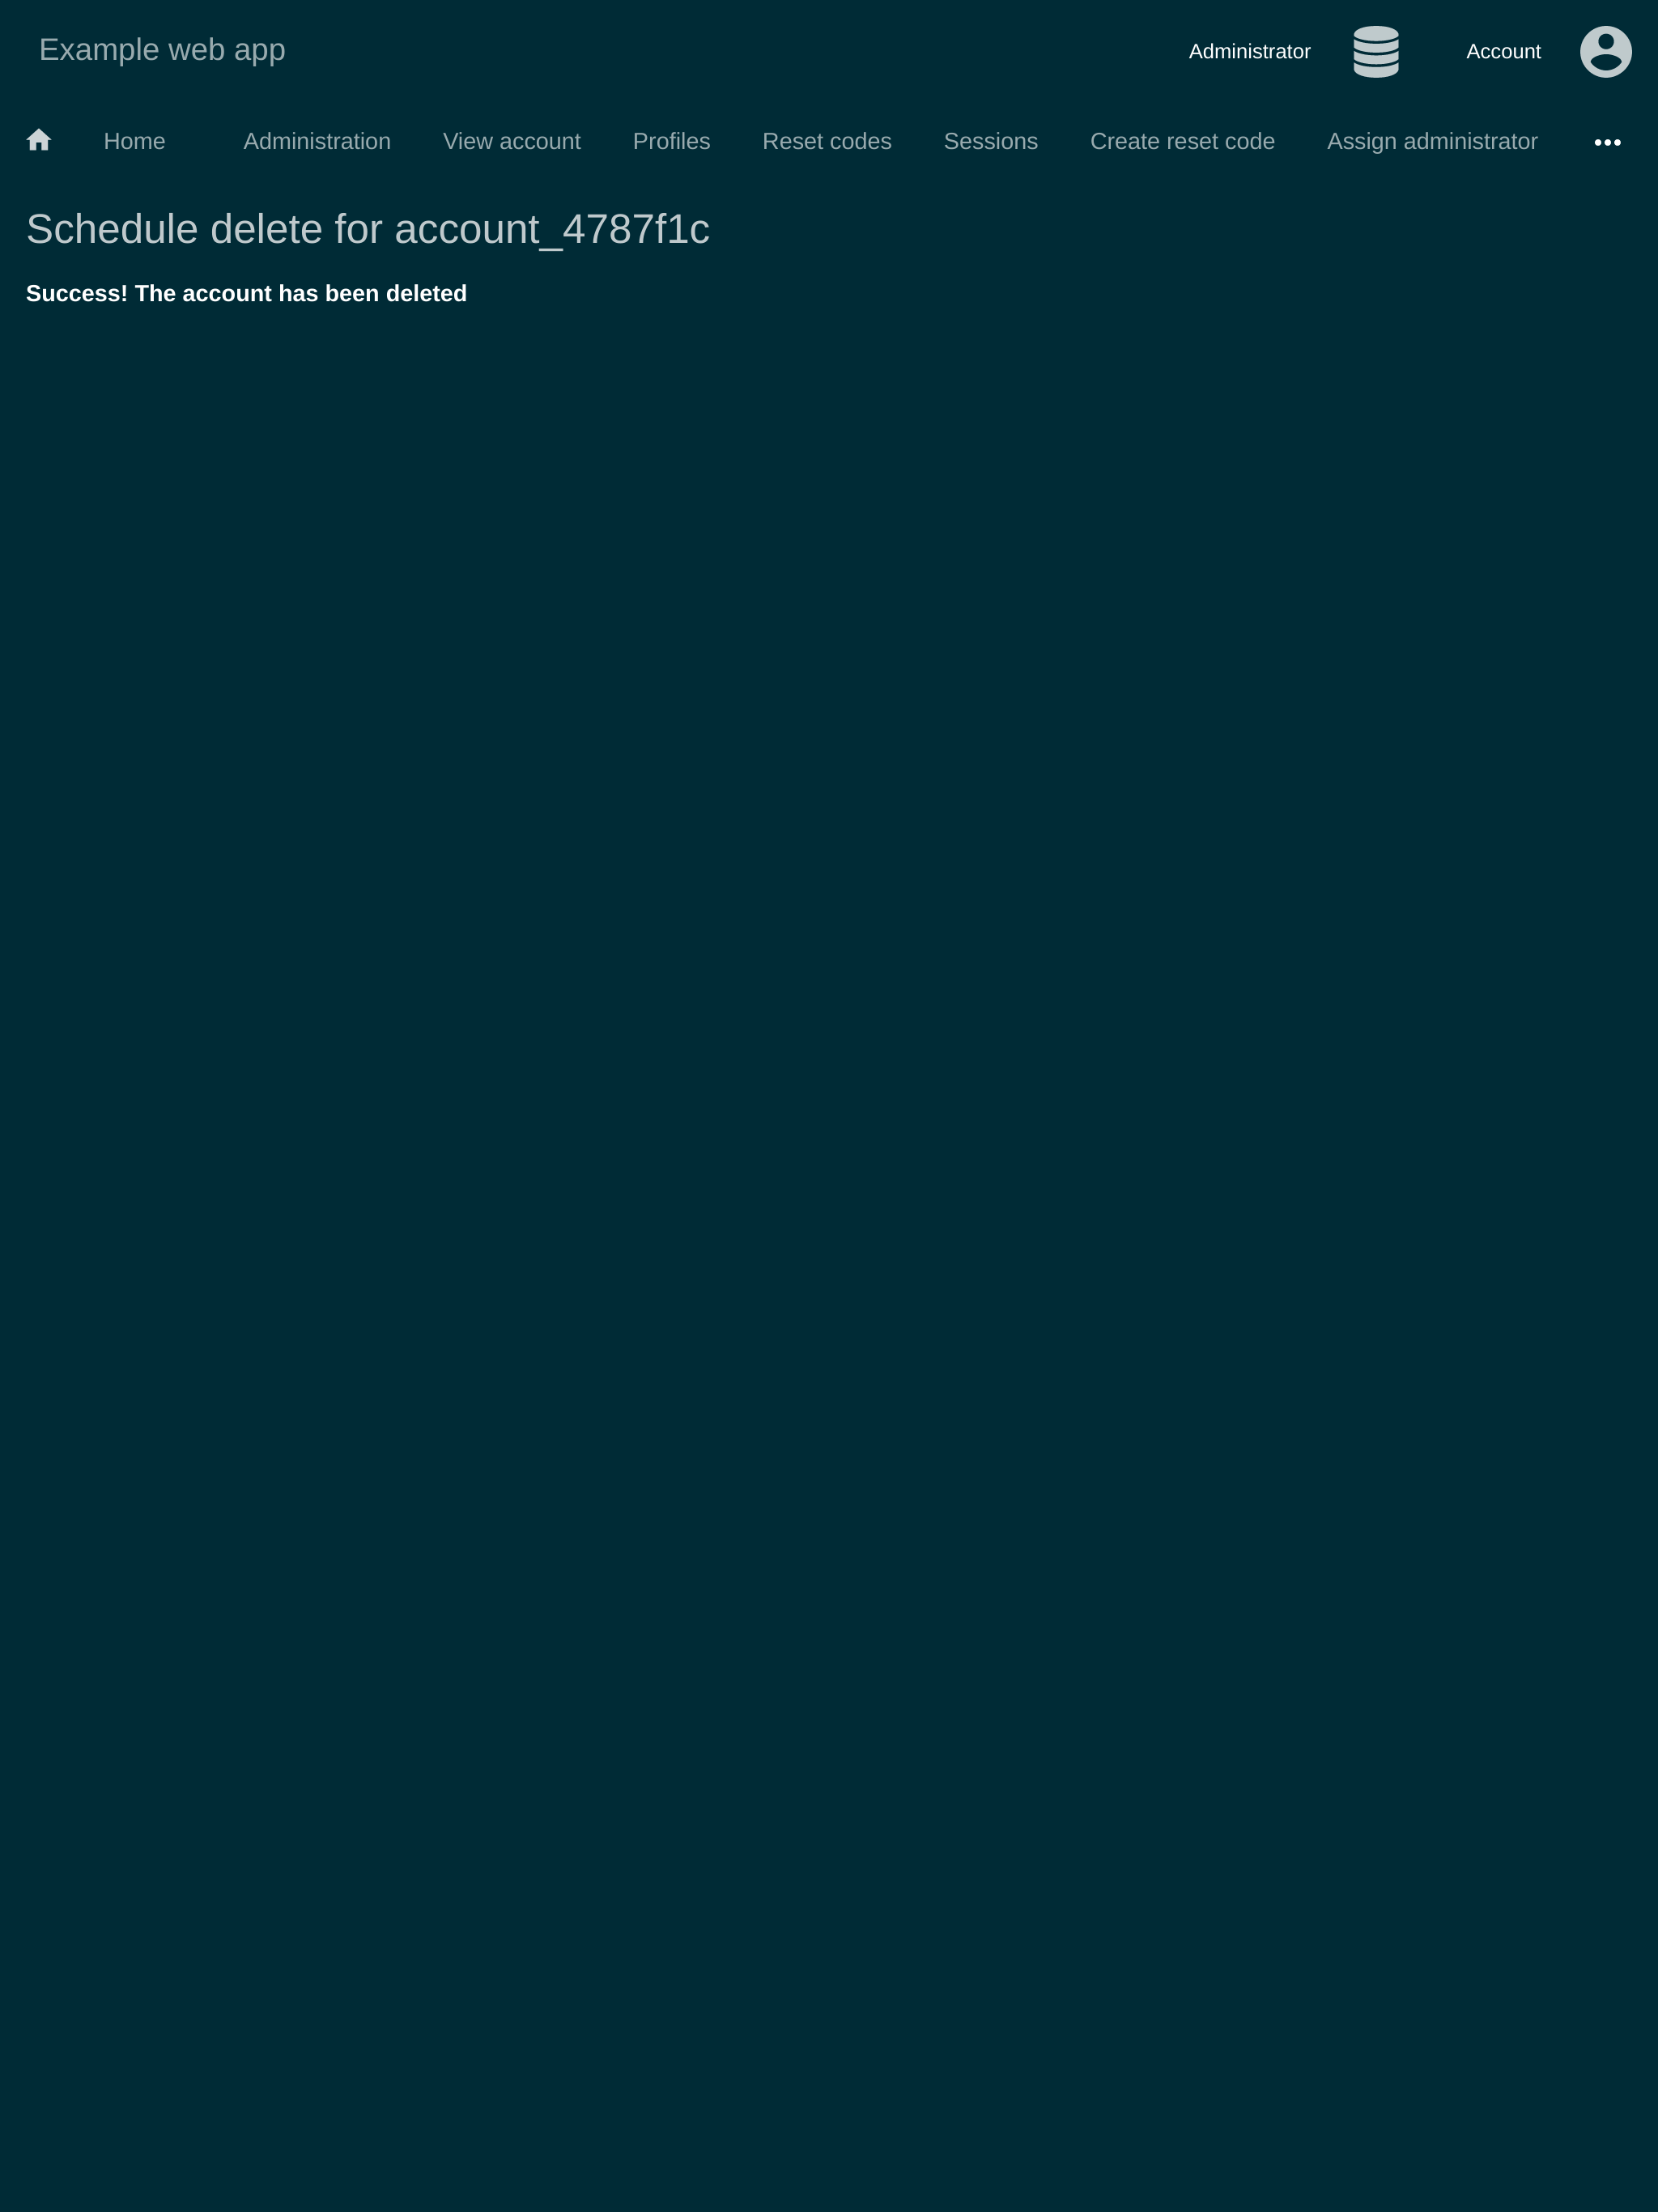 Example web app
Administrator Account
Home Administration View account Profiles Reset codes Sessions Create reset code Assign administrator
Schedule delete for account_4787f1c
Success! The account has been deleted